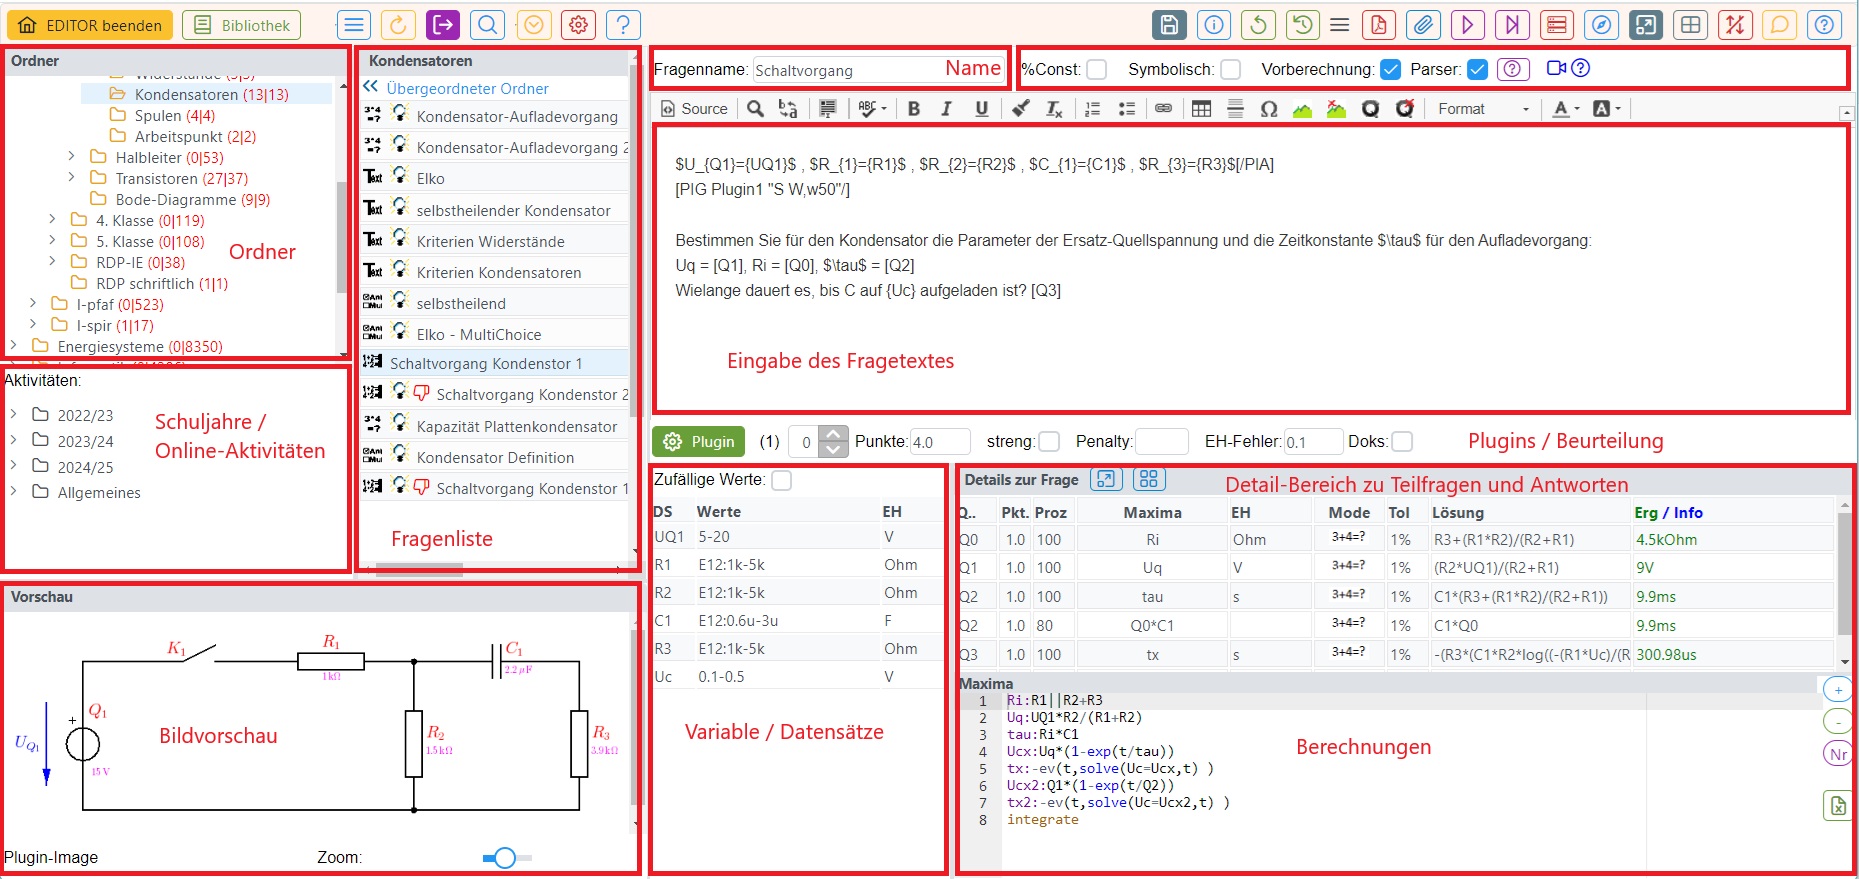 EDITOR beenden
Bibliothek
Ordner
Kondensatoren (13|13)
Spulen (4|4)
Arbeitspunkt (2|2)
Halbleiter (0|53)
Transistoren (27|37)
Bode-Diagramme (9|9)
4. Klasse (0|119)
5. Klasse (0|108)
RDP-IE (0|38)
RDP schriftlich (1|1)
I-pfaf (0|523)
I-spir (1|17)
Energiesysteme (0|8350)
Ordner
Aktivitäten:
2022/23
2023/24
2024/25
Allgemeines
Schuljahre /
Online-Aktivitäten
Kondensatoren
Übergeordneter Ordner
Kondensator-Aufladevorgang
Kondensator-Aufladevorgang 2
Text Elko
Text selbstheilender Kondensator
Text Kriterien Widerstände
Text Kriterien Kondensatoren
selbstheilend
Elko - MultiChoice
Schaltvorgang Kondenstor 1
Schaltvorgang Kondenstor 2
Kapazität Plattenkondensator
Kondensator Definition
Schaltvorgang Kondenstor 1
Fragenliste
Vorschau
K1
R1
1kΩ
C1
2.2μF
Q1
+
UQ1
15V
R2
1.5kΩ
R3
3.9kΩ
Bildvorschau
Plugin-Image Zoom:
Fragenname: Schaltvorgang Name
%Const: Symbolisch: Vorberechnung: Parser:
Source Format
$U_{Q1}={UQ1}$ , $R_{1}={R1}$ , $R_{2}={R2}$ , $C_{1}={C1}$ , $R_{3}={R3}$[/PIA]
[PIG Plugin1 "S W,w50"/]
Bestimmen Sie für den Kondensator die Parameter der Ersatz-Quellspannung und die Zeitkonstante $\tau$ für den Aufladevorgang:
Uq = [Q1], Ri = [Q0], $\tau$ = [Q2]
Wielange dauert es, bis C auf {Uc} aufgeladen ist? [Q3]
Eingabe des Fragetextes
Plugin (1) 0 Punkte: 4.0 streng: Penalty: EH-Fehler: 0.1 Doks: Plugins / Beurteilung
Zufällige Werte:
DS Werte EH
UQ1 5-20 V
R1 E12:1k-5k Ohm
R2 E12:1k-5k Ohm
C1 E12:0.6u-3u F
R3 E12:1k-5k Ohm
Uc 0.1-0.5 V
Variable / Datensätze
Details zur Frage Detail-Bereich zu Teilfragen und Antworten
Q.. Pkt. Proz Maxima EH Mode Tol Lösung Erg / Info
Q0 1.0 100 Ri Ohm 3+4=? 1% R3+(R1*R2)/(R2+R1) 4.5kOhm
Q1 1.0 100 Uq V 3+4=? 1% (R2*UQ1)/(R2+R1) 9V
Q2 1.0 100 tau s 3+4=? 1% C1*(R3+(R1*R2)/(R2+R1)) 9.9ms
Q2 1.0 80 Q0*C1 3+4=? 1% C1*Q0 9.9ms
Q3 1.0 100 tx s 3+4=? 1% -(R3*(C1*R2*log((-(R1*Uc)/(R 300.98us
Maxima
1 Ri:R1||R2+R3
2 Uq:UQ1*R2/(R1+R2)
3 tau:Ri*C1
4 Ucx:Uq*(1-exp(t/tau))
5 tx:-ev(t,solve(Uc=Ucx,t) )
6 Ucx2:Q1*(1-exp(t/Q2))
7 tx2:-ev(t,solve(Uc=Ucx2,t) )
8 integrate
Berechnungen
+
-
Nr